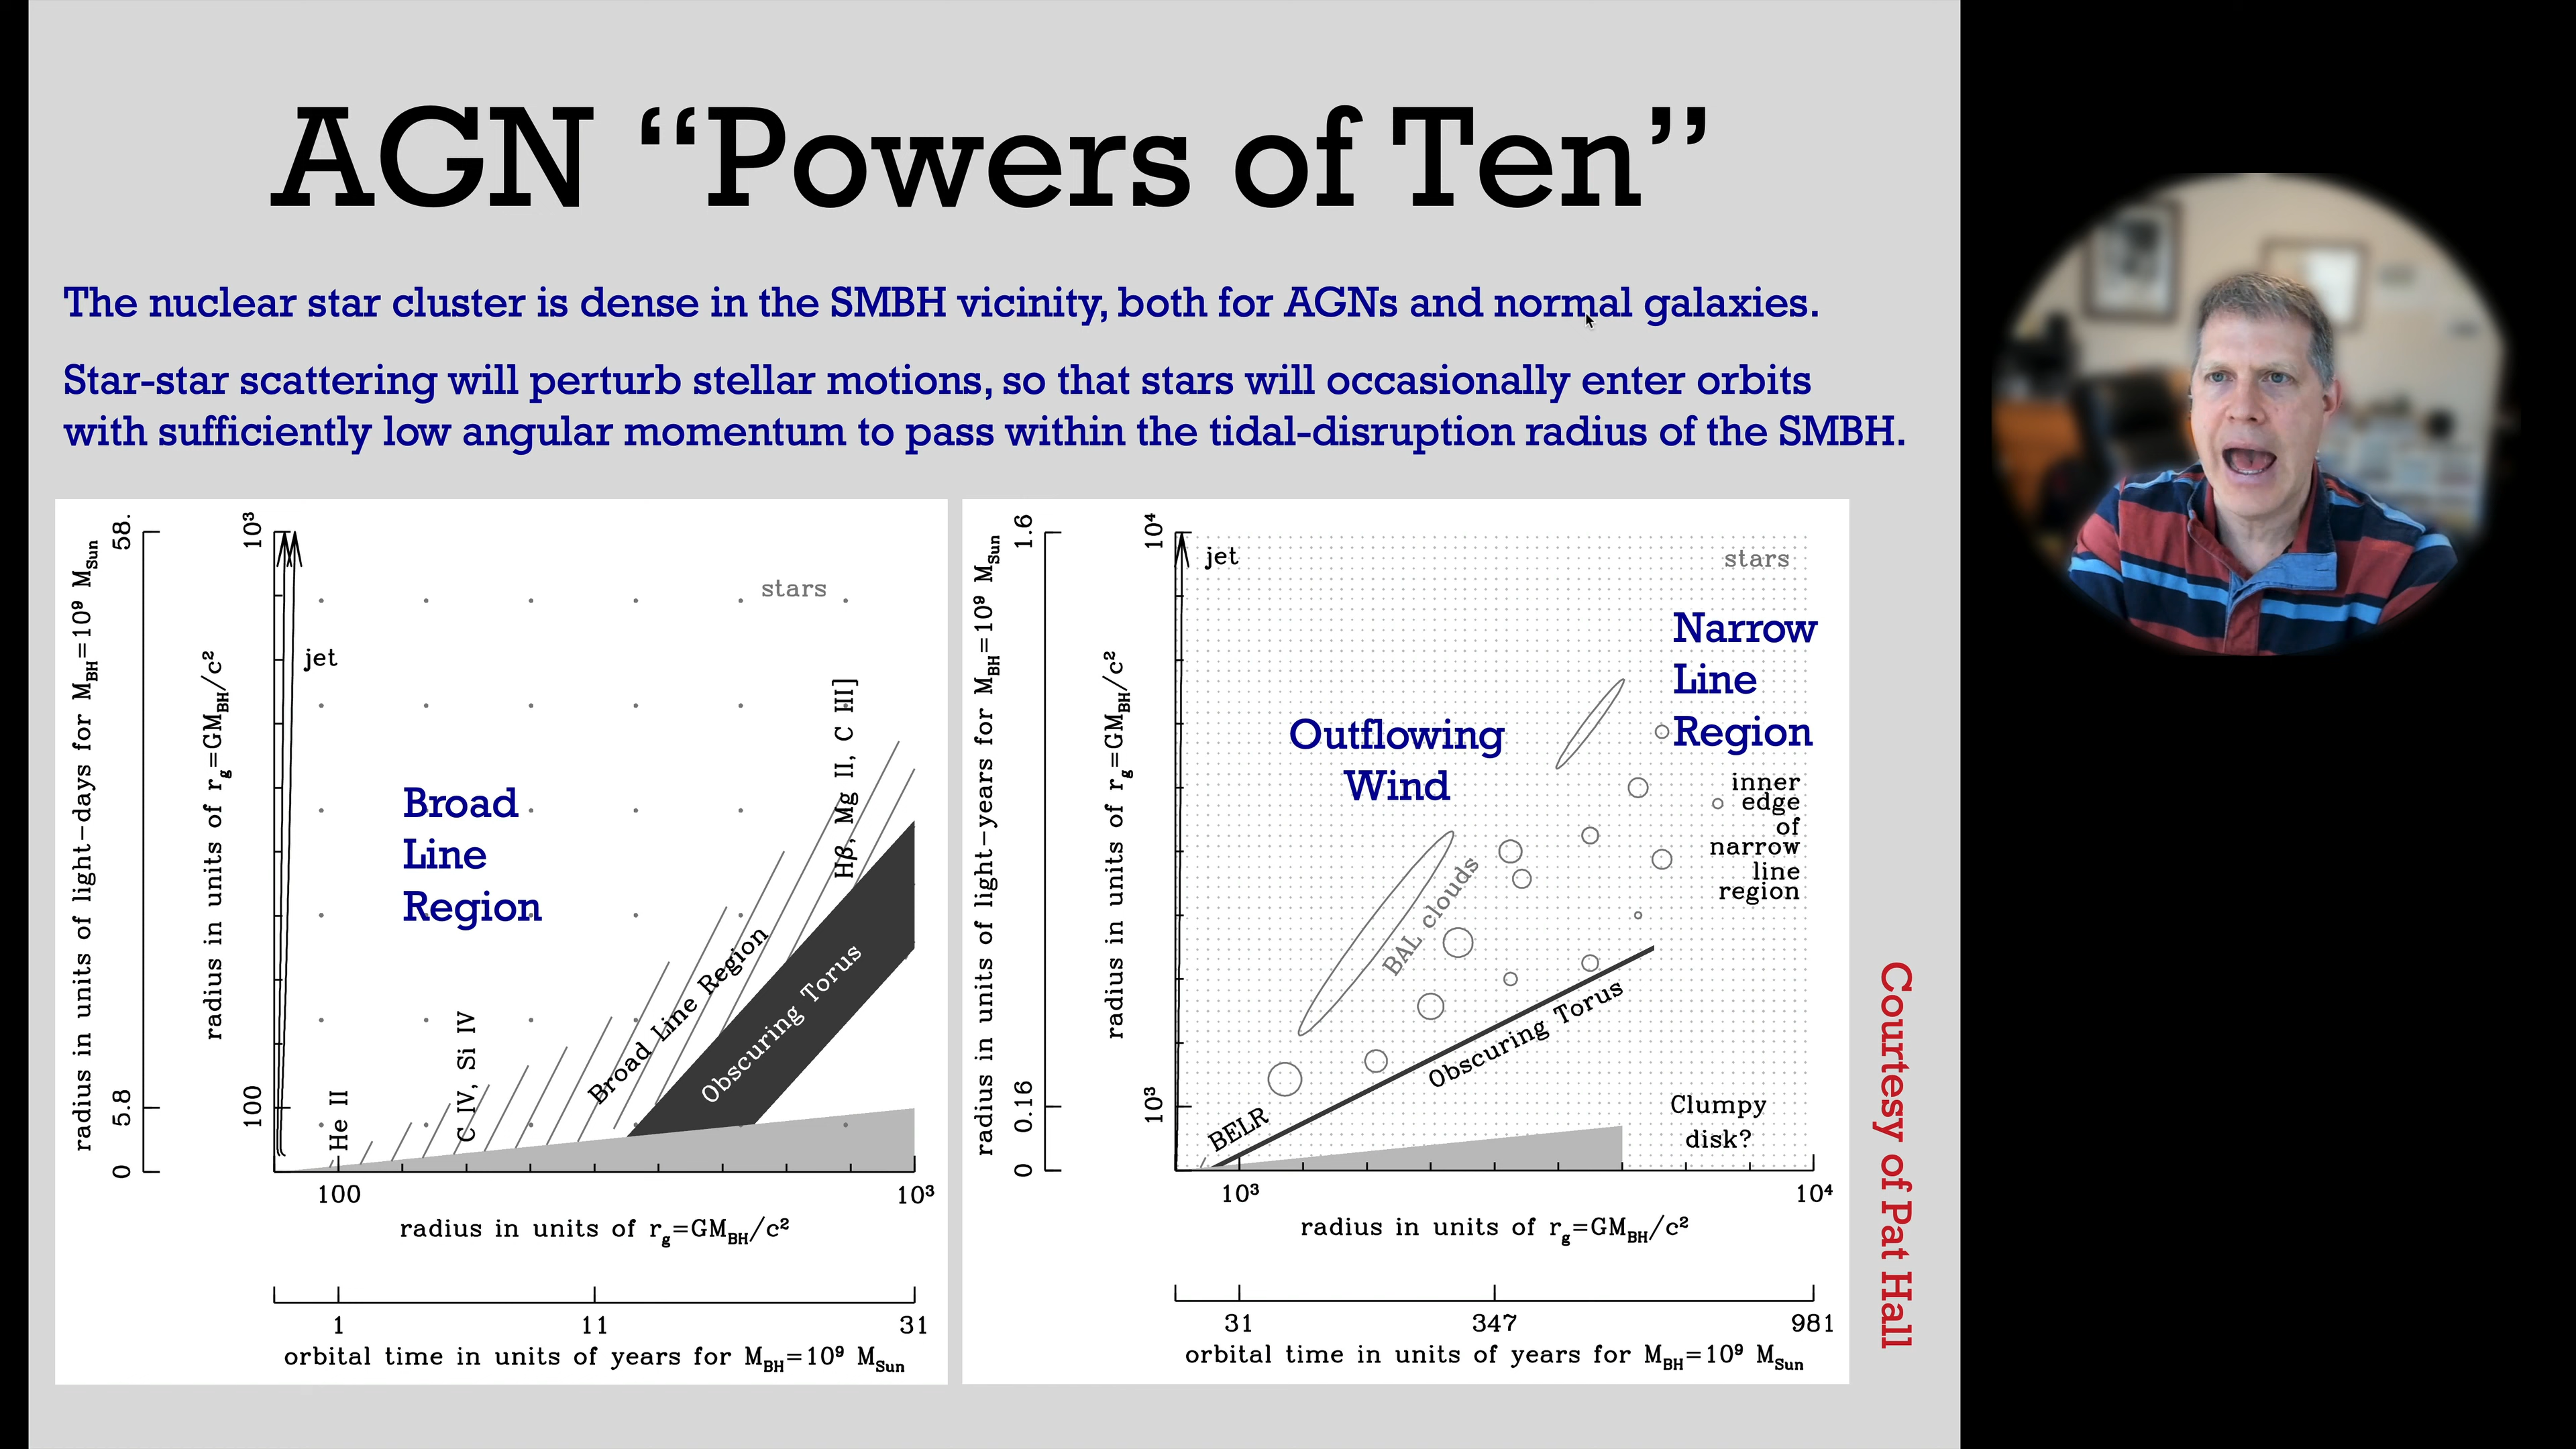 AGN “Powers of Ten”
The nuclear star cluster is dense in the SMBH vicinity, both for AGNs and normal galaxies.
Star-star scattering will perturb stellar motions, so that stars will occasionally enter orbits
with sufficiently low angular momentum to pass within the tidal-disruption radius of the SMBH.
radius in units of light-days for M_BH=10⁹ M_Sun
58.
5.8
0
radius in units of r_g=GM_BH/c²
10³
100
jet
stars
Broad
Line
Region
He II
C IV, Si IV
Broad Line Region
Hβ, Mg II, C III]
Obscuring Torus
100
10³
radius in units of r_g=GM_BH/c²
1
11
31
orbital time in units of years for M_BH=10⁹ M_Sun
radius in units of light-years for M_BH=10⁹ M_Sun
1.6
0.16
0
radius in units of r_g=GM_BH/c²
10⁴
10³
jet
stars
Narrow
Line
Region
Outflowing
Wind
inner
edge
of
narrow
line
region
BAL clouds
Obscuring Torus
BELR
Clumpy
disk?
10³
10⁴
radius in units of r_g=GM_BH/c²
31
347
981
orbital time in units of years for M_BH=10⁹ M_Sun
Courtesy of Pat Hall